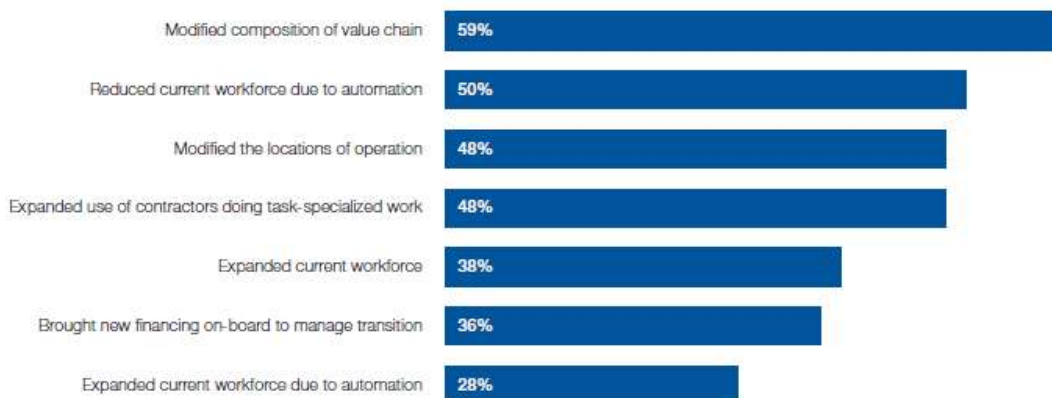 Modified composition of value chain 59%
Reduced current workforce due to automation 50%
Modified the locations of operation 48%
Expanded use of contractors doing task-specialized work 48%
Expanded current workforce 38%
Brought new financing on-board to manage transition 36%
Expanded current workforce due to automation 28%